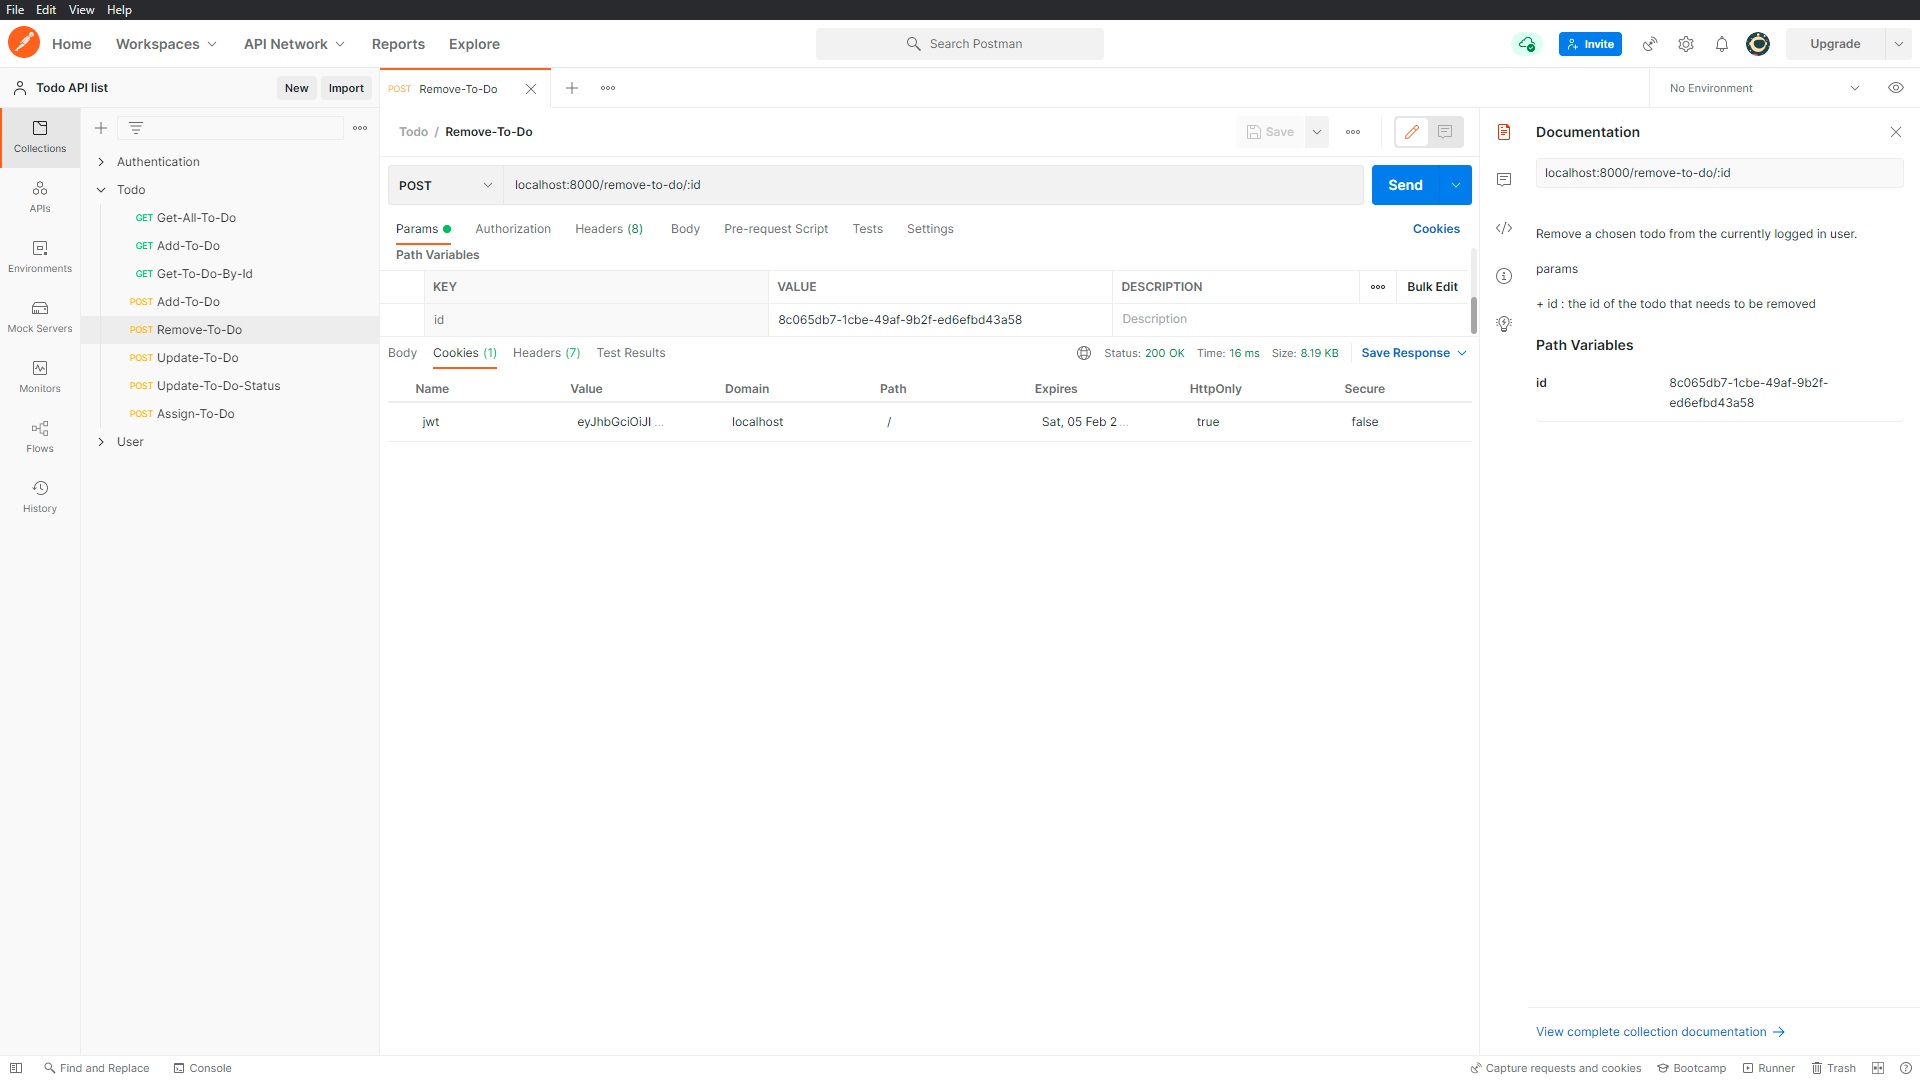 File Edit View Help
Home Workspaces API Network Reports Explore Search Postman Invite Upgrade
Todo API list New Import POST Remove-To-Do No Environment
Collections
APIs
Environments
Mock Servers
Monitors
Flows
History
Authentication
Todo
GET Get-All-To-Do
GET Add-To-Do
GET Get-To-Do-By-Id
POST Add-To-Do
POST Remove-To-Do
POST Update-To-Do
POST Update-To-Do-Status
POST Assign-To-Do
User
Todo / Remove-To-Do Save
POST localhost:8000/remove-to-do/:id Send
Params Authorization Headers (8) Body Pre-request Script Tests Settings Cookies
Path Variables
KEY VALUE DESCRIPTION Bulk Edit
id 8c065db7-1cbe-49af-9b2f-ed6efbd43a58 Description
Body Cookies (1) Headers (7) Test Results Status: 200 OK Time: 16 ms Size: 8.19 KB Save Response
Name Value Domain Path Expires HttpOnly Secure
jwt eyJhbGciOiJI ... localhost / Sat, 05 Feb 2 ... true false
Documentation
localhost:8000/remove-to-do/:id
Remove a chosen todo from the currently logged in user.
params
+ id : the id of the todo that needs to be removed
Path Variables
id 8c065db7-1cbe-49af-9b2f-
ed6efbd43a58
View complete collection documentation →
Find and Replace Console Capture requests and cookies Bootcamp Runner Trash